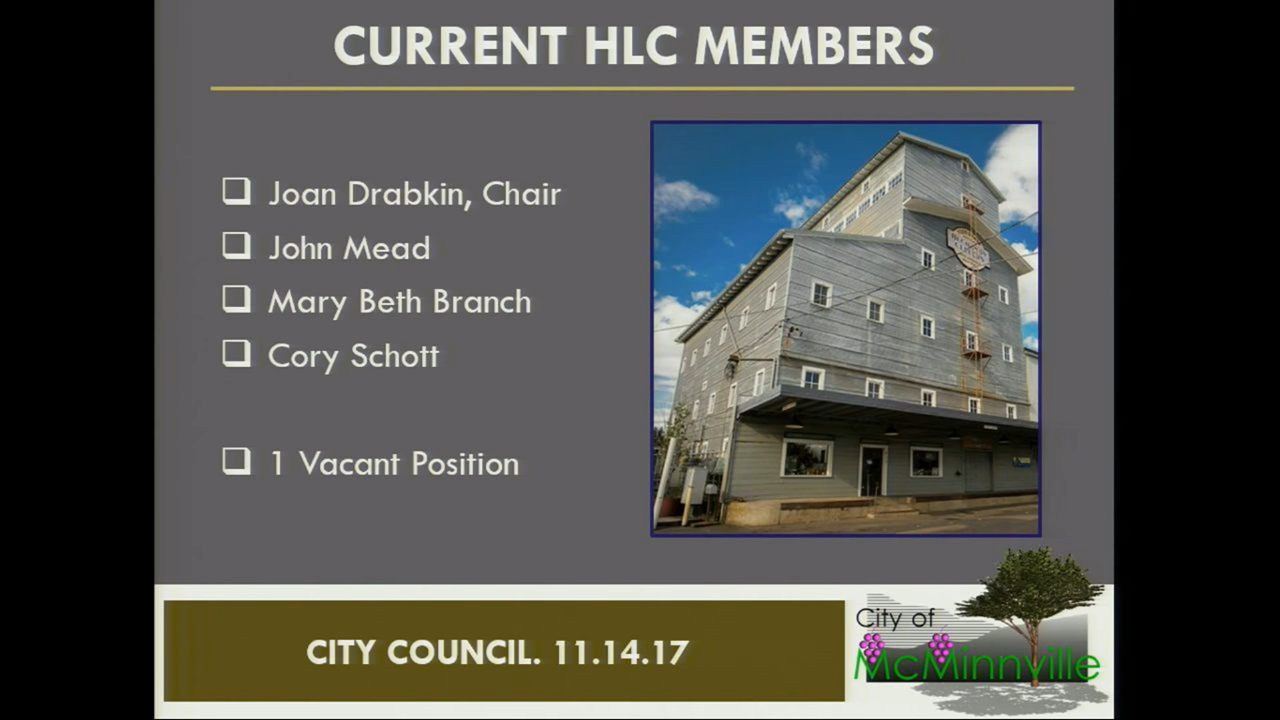 CURRENT HLC MEMBERS
Joan Drabkin, Chair
John Mead
Mary Beth Branch
Cory Schott
1 Vacant Position
CITY COUNCIL. 11.14.17
City of
McMinnville